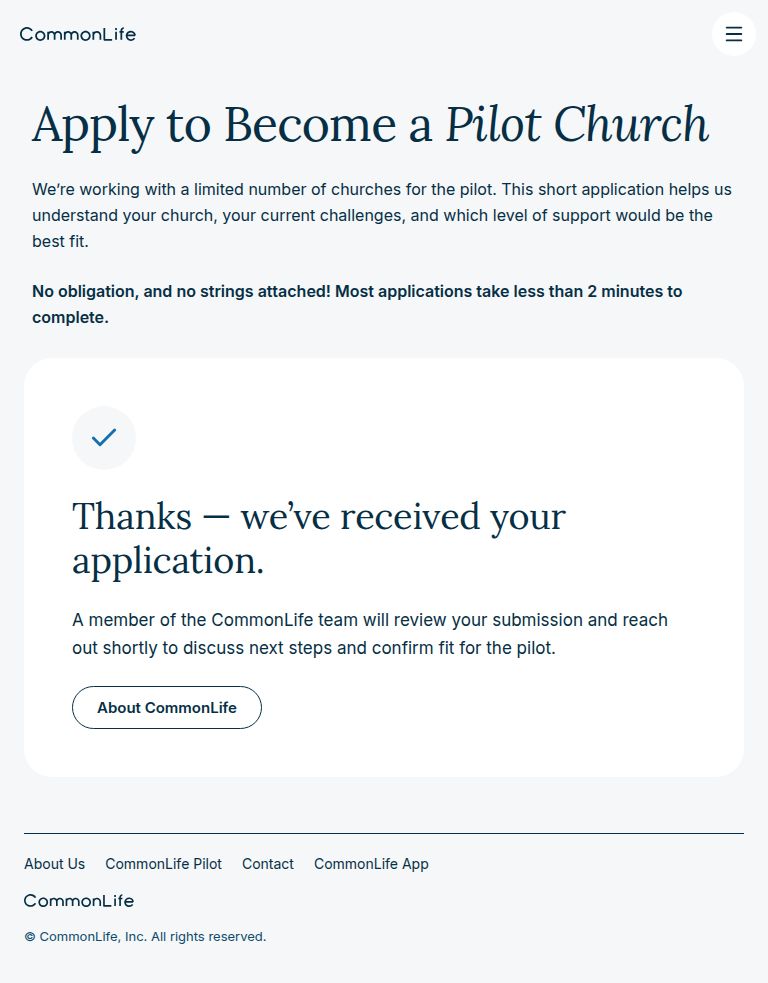 CommonLife
Apply to Become a Pilot Church
We’re working with a limited number of churches for the pilot. This short application helps us
understand your church, your current challenges, and which level of support would be the
best fit.
No obligation, and no strings attached! Most applications take less than 2 minutes to
complete.
Thanks — we’ve received your
application.
A member of the CommonLife team will review your submission and reach
out shortly to discuss next steps and confirm fit for the pilot.
About CommonLife
About Us CommonLife Pilot Contact CommonLife App
CommonLife
© CommonLife, Inc. All rights reserved.